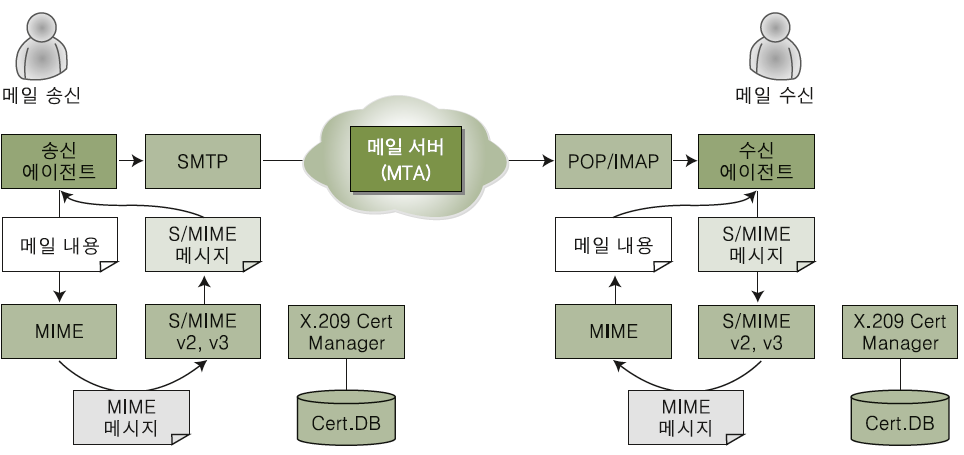 메일 송신
메일 수신
송신
에이전트
SMTP
메일 서버
(MTA)
POP/IMAP
수신
에이전트
메일 내용
S/MIME
메시지
메일 내용
S/MIME
메시지
MIME
S/MIME
v2, v3
X.209 Cert
Manager
MIME
S/MIME
v2, v3
X.209 Cert
Manager
MIME
메시지
Cert.DB
MIME
메시지
Cert.DB